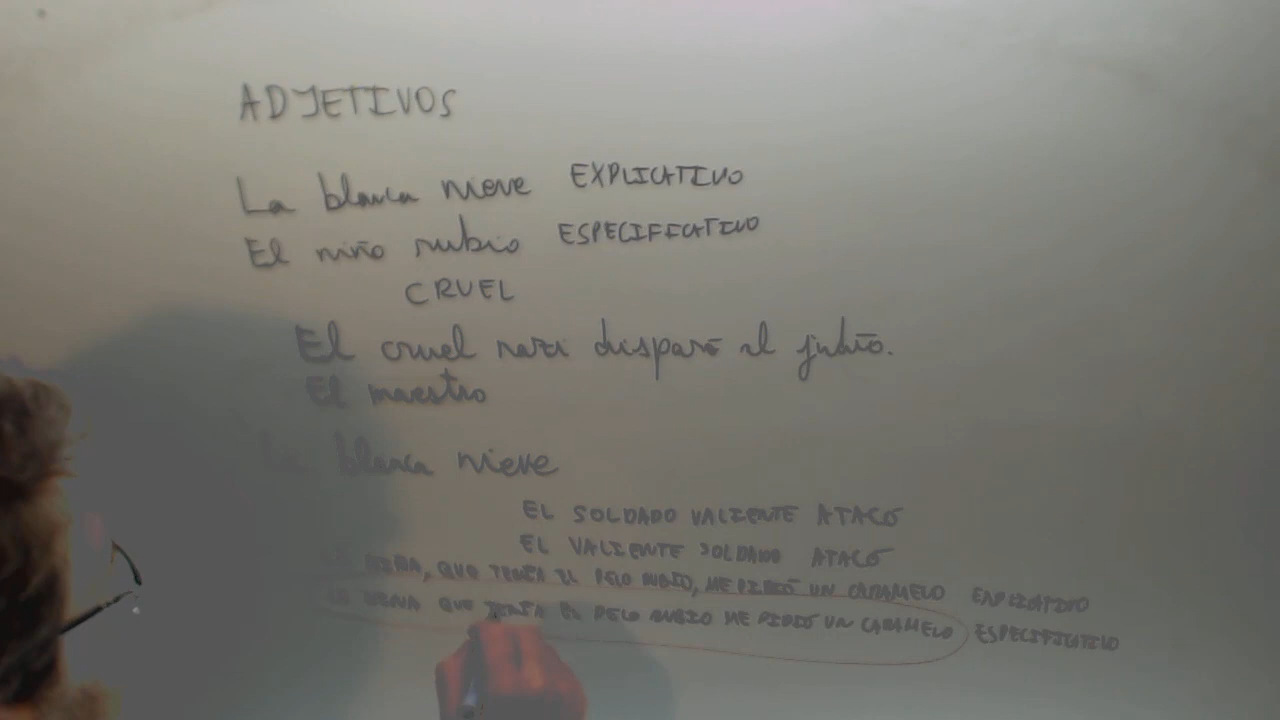 ADJETIVOS
La blanca nieve EXPLICATIVO
El niño rubio ESPECIFICATIVO
CRUEL
El cruel nazi disparó al judío.
El maestro
La blanca nieve
EL SOLDADO VALIENTE ATACÓ
EL VALIENTE SOLDADO ATACÓ
LA NIÑA, QUE TENÍA EL PELO RUBIO, ME PIDIÓ UN CARAMELO EXPLICATIVO
LA NIÑA QUE TENÍA EL PELO RUBIO ME PIDIÓ UN CARAMELO ESPECIFICATIVO